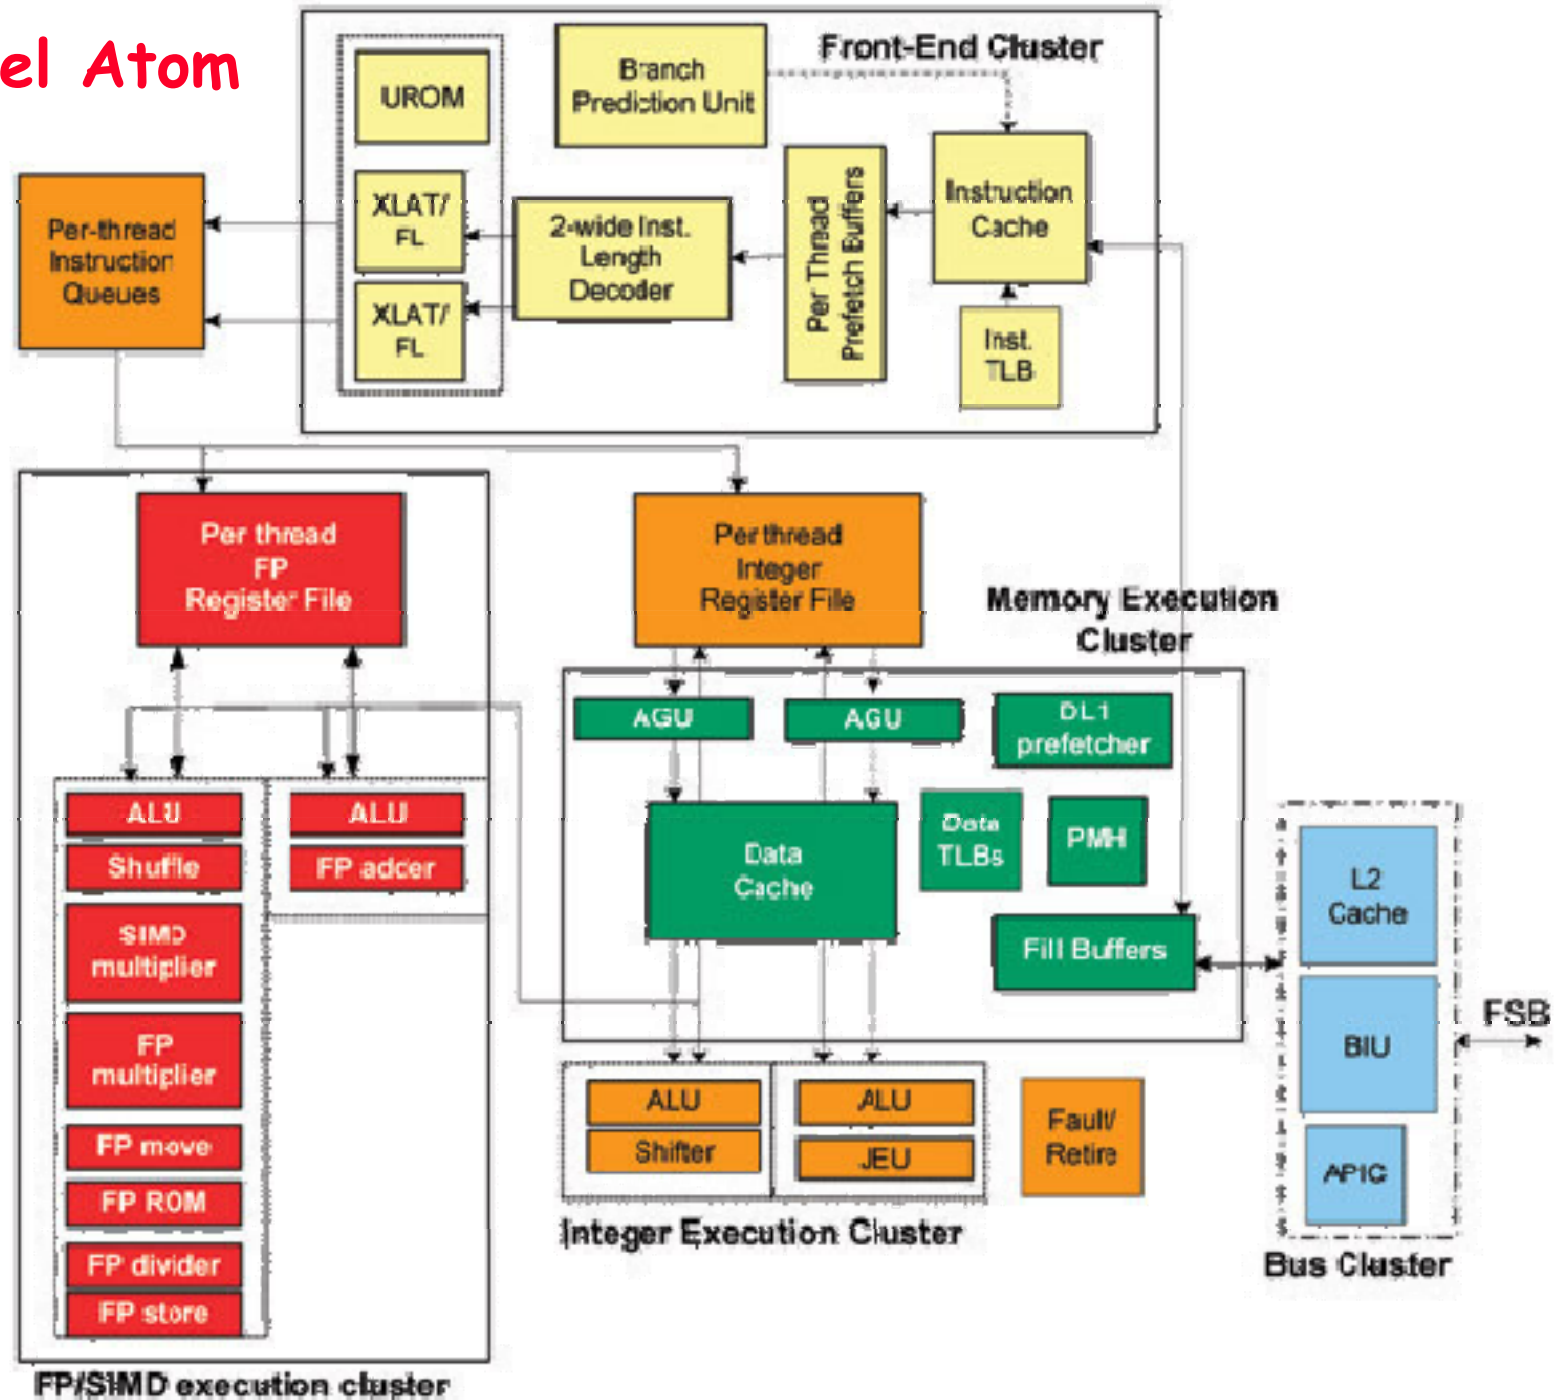 el Atom
Front-End Cluster
UROM
Branch
Prediction Unit
XLAT/
FL
XLAT/
FL
2-wide Inst.
Length
Decoder
Per Thread
Prefetch Buffers
Instruction
Cache
Inst.
TLB
Per-thread
Instruction
Queues
Per thread
FP
Register File
Per thread
Integer
Register File
Memory Execution
Cluster
AGU
AGU
DL1
prefetcher
Data
Cache
Data
TLBs
PMH
Fill Buffers
ALU
Shuffle
SIMD
multiplier
FP
multiplier
FP move
FP ROM
FP divider
FP store
ALU
FP adder
FP/SIMD execution cluster
ALU
Shifter
ALU
JEU
Integer Execution Cluster
Fault/
Retire
L2
Cache
BIU
APIC
Bus Cluster
FSB